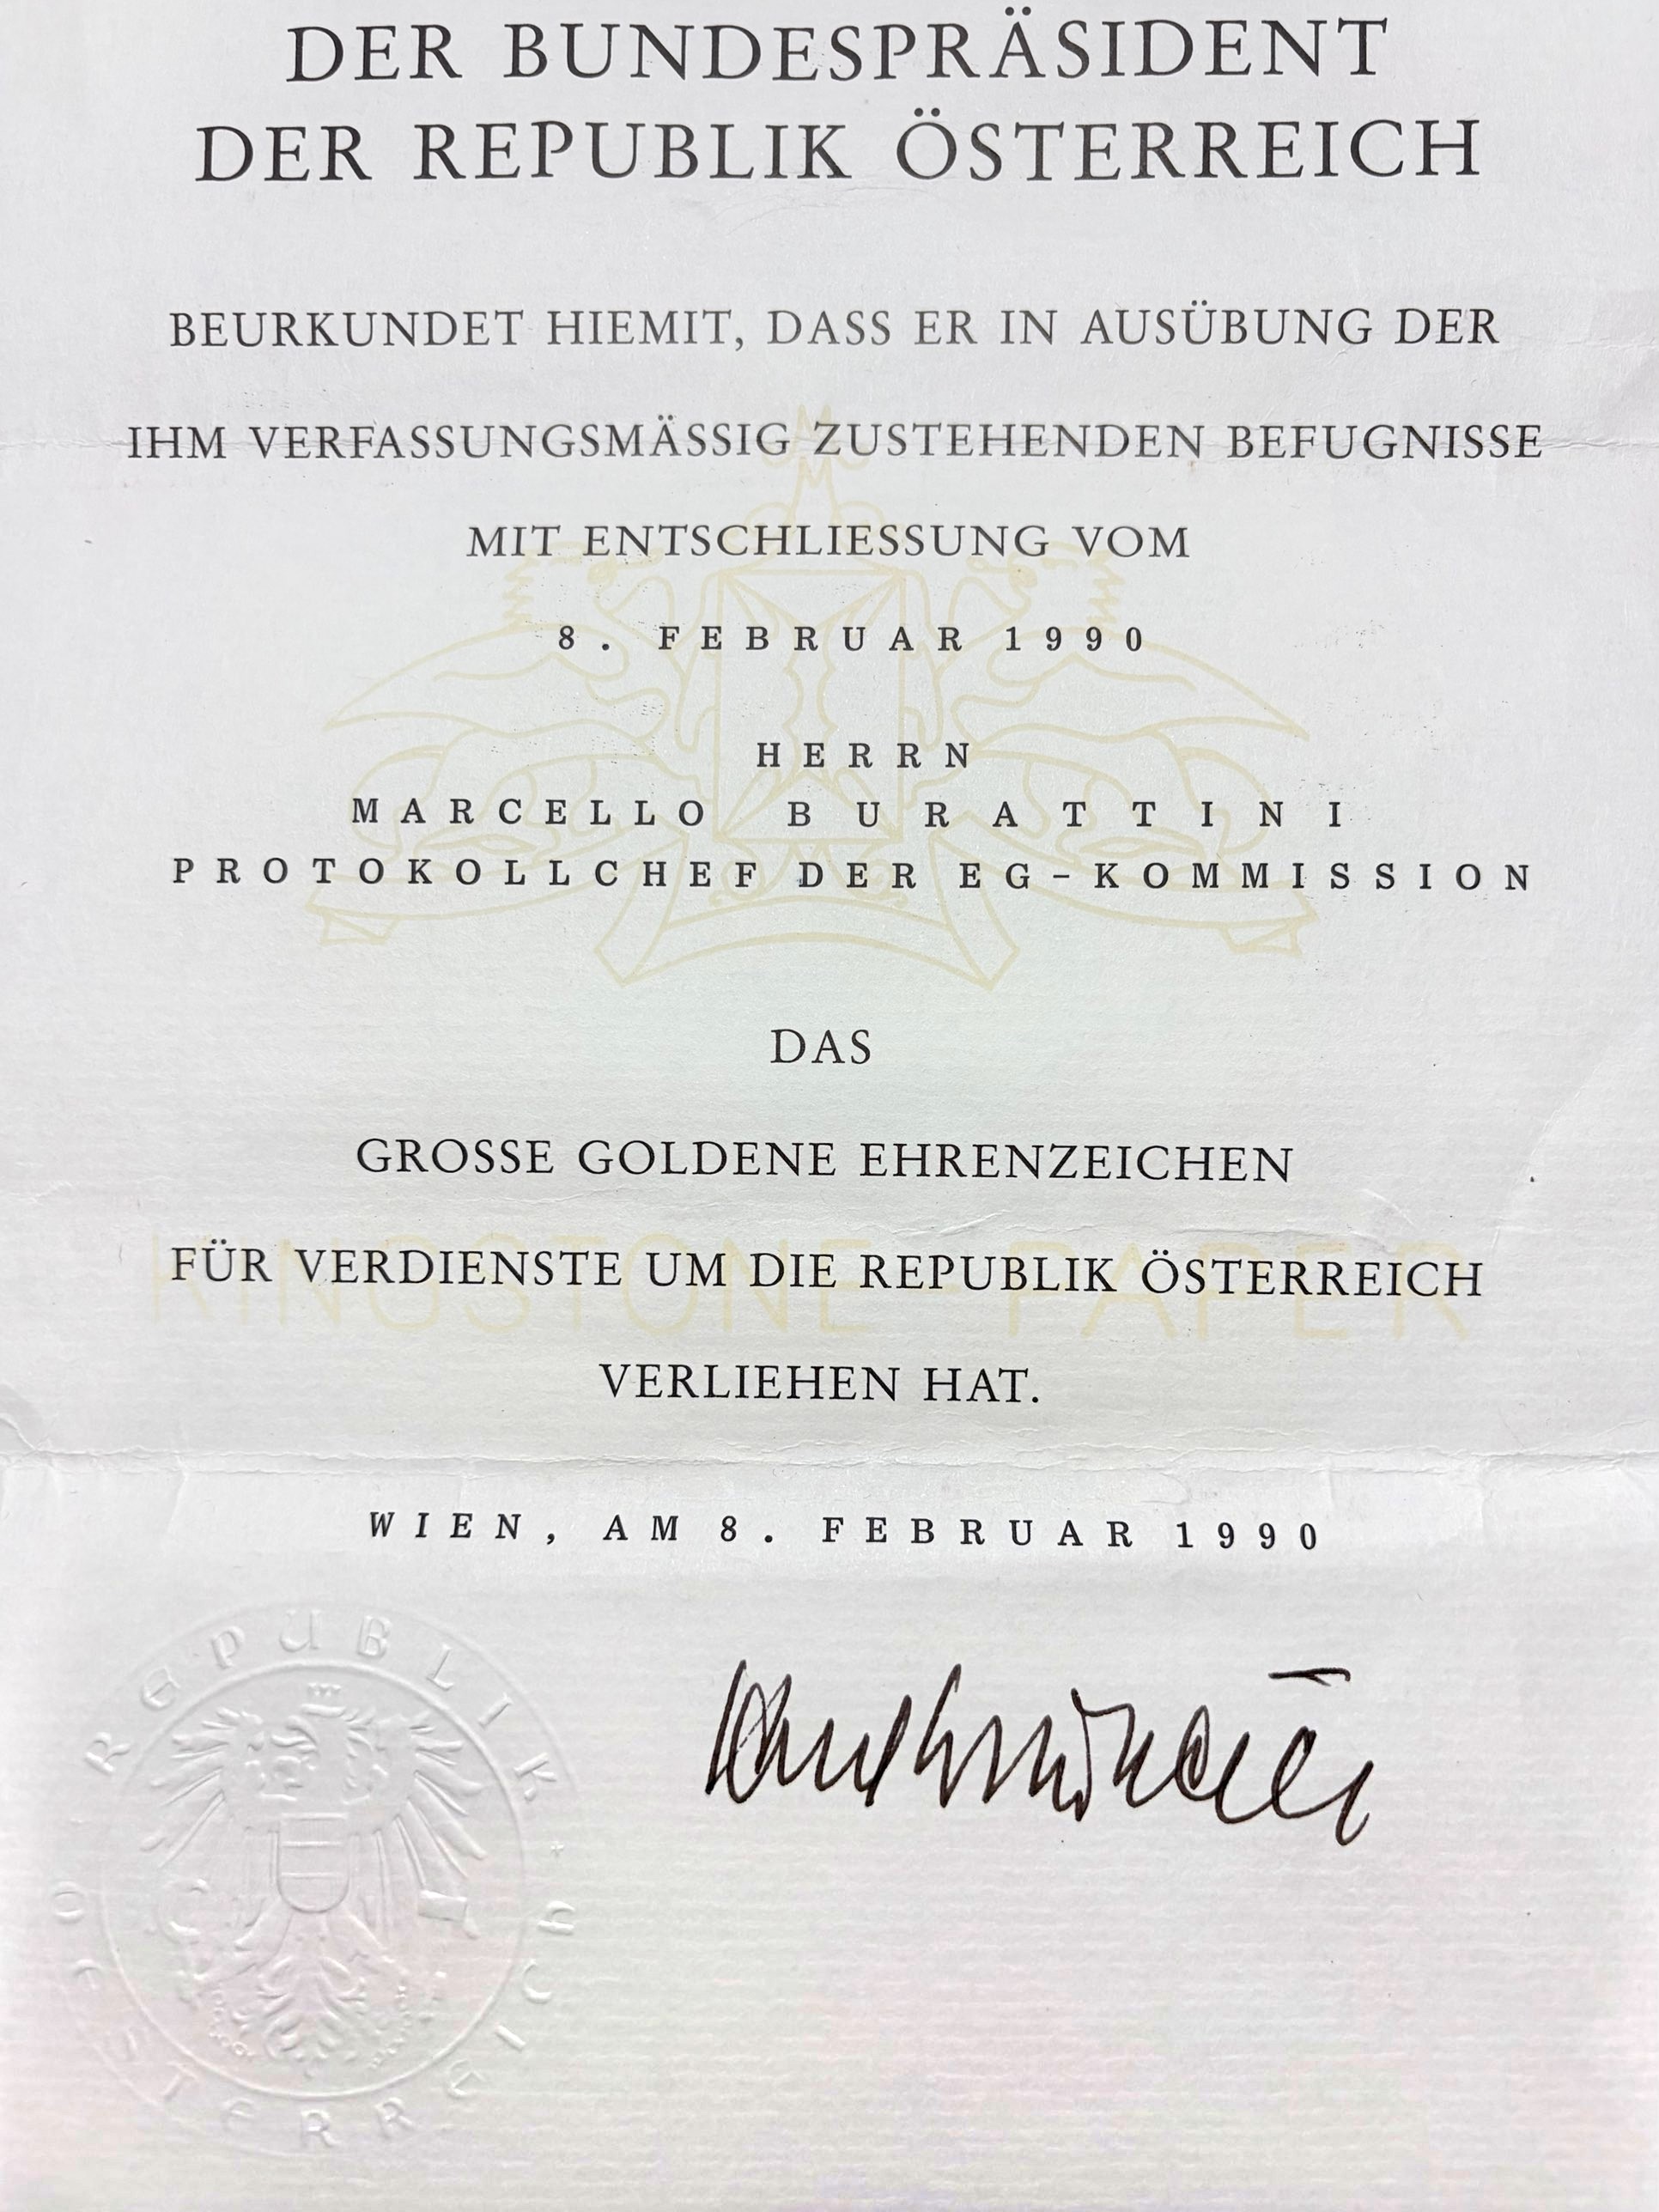 DER BUNDESPRÄSIDENT
DER REPUBLIK ÖSTERREICH
BEURKUNDET HIEMIT, DASS ER IN AUSÜBUNG DER
IHM VERFASSUNGSMÄSSIG ZUSTEHENDEN BEFUGNISSE
MIT ENTSCHLIESSUNG VOM
8. FEBRUAR 1990
HERRN
MARCELLO BURATTINI
PROTOKOLLCHEF DER EG-KOMMISSION
DAS
GROSSE GOLDENE EHRENZEICHEN
FÜR VERDIENSTE UM DIE REPUBLIK ÖSTERREICH
KINGSTONE PAPER
VERLIEHEN HAT.
WIEN, AM 8. FEBRUAR 1990
REPUBLIK
ÖSTERREICH